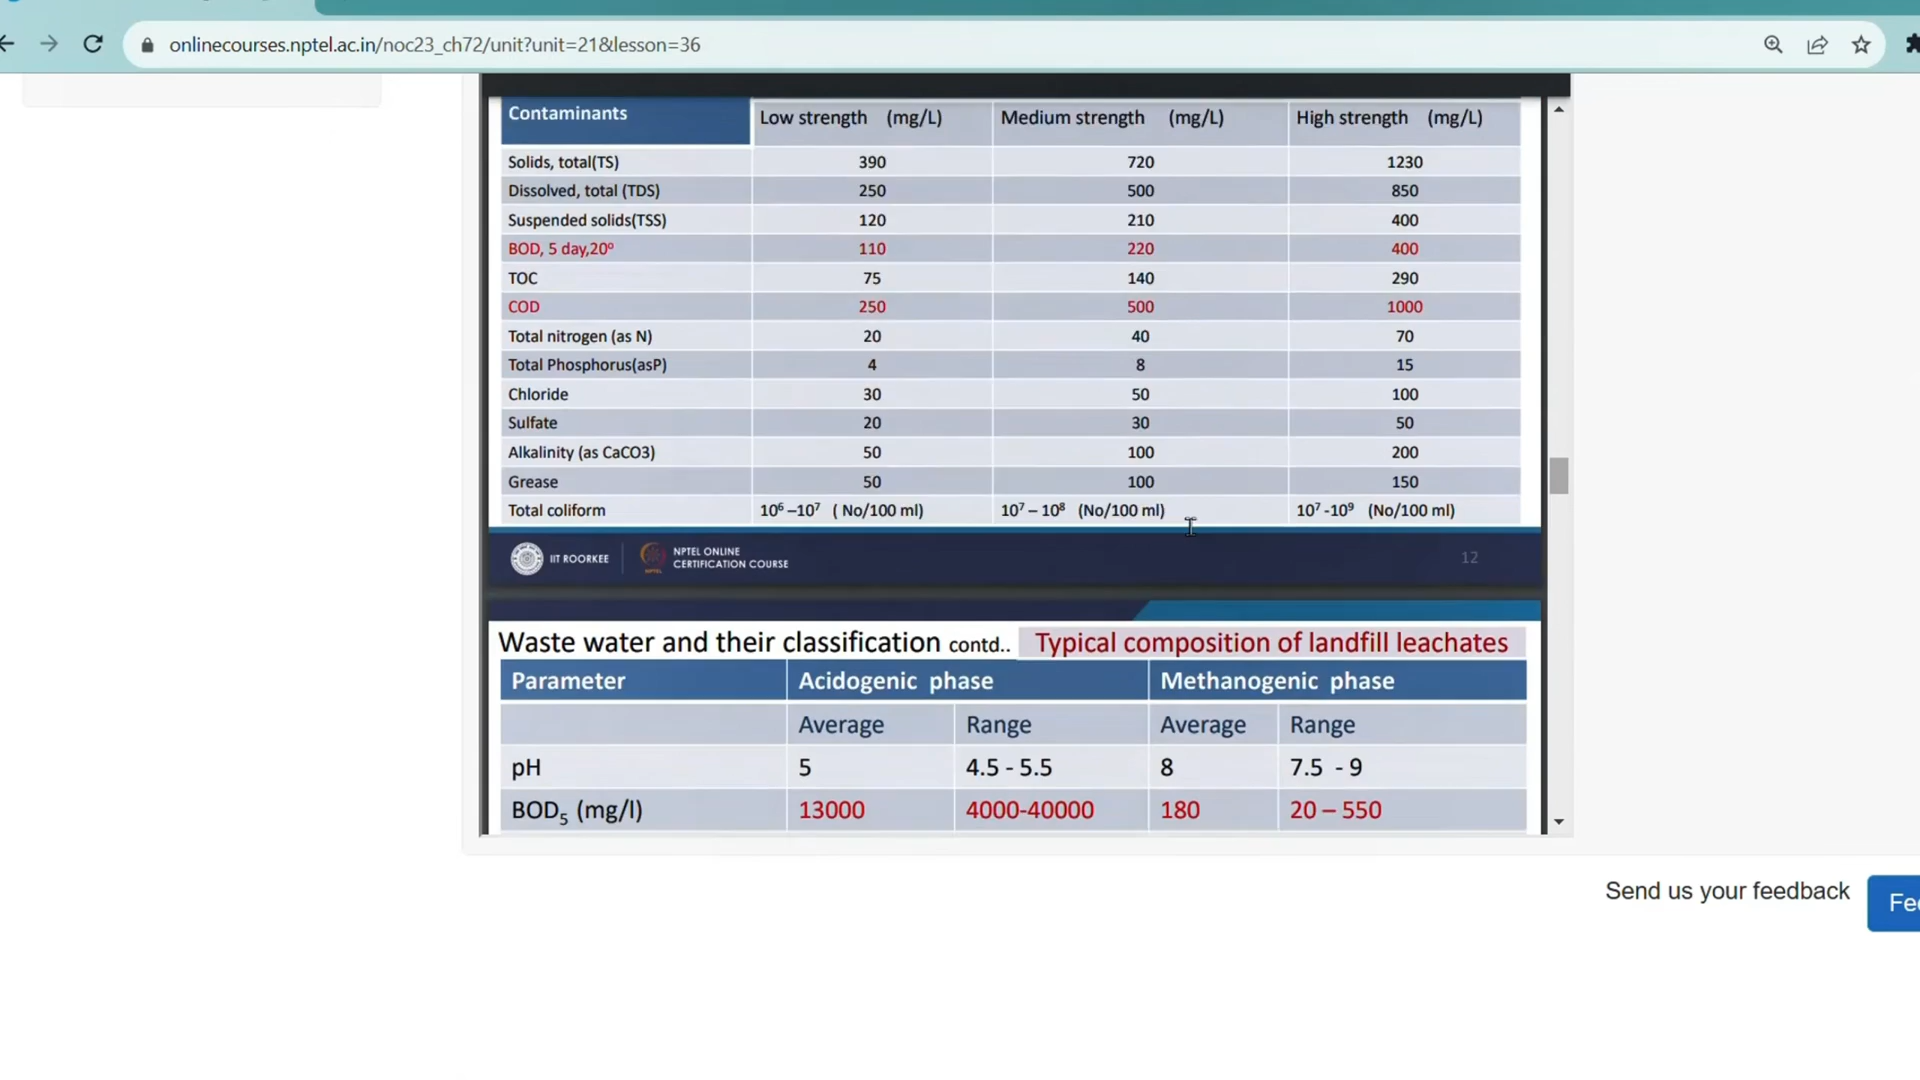 onlinecourses.nptel.ac.in/noc23_ch72/unit?unit=21&lesson=36
Contaminants Low strength (mg/L) Medium strength (mg/L) High strength (mg/L)
Solids, total(TS) 390 720 1230
Dissolved, total (TDS) 250 500 850
Suspended solids(TSS) 120 210 400
BOD, 5 day,20º 110 220 400
TOC 75 140 290
COD 250 500 1000
Total nitrogen (as N) 20 40 70
Total Phosphorus(asP) 4 8 15
Chloride 30 50 100
Sulfate 20 30 50
Alkalinity (as CaCO3) 50 100 200
Grease 50 100 150
Total coliform 10⁶ –10⁷ ( No/100 ml) 10⁷ – 10⁸ (No/100 ml) 10⁷ -10⁹ (No/100 ml)
IIT ROORKEE NPTEL ONLINE
CERTIFICATION COURSE 12
Waste water and their classification contd.. Typical composition of landfill leachates
Parameter Acidogenic phase Methanogenic phase
Average Range Average Range
pH 5 4.5 - 5.5 8 7.5 - 9
BOD₅ (mg/l) 13000 4000-40000 180 20 – 550
Send us your feedback
Fee